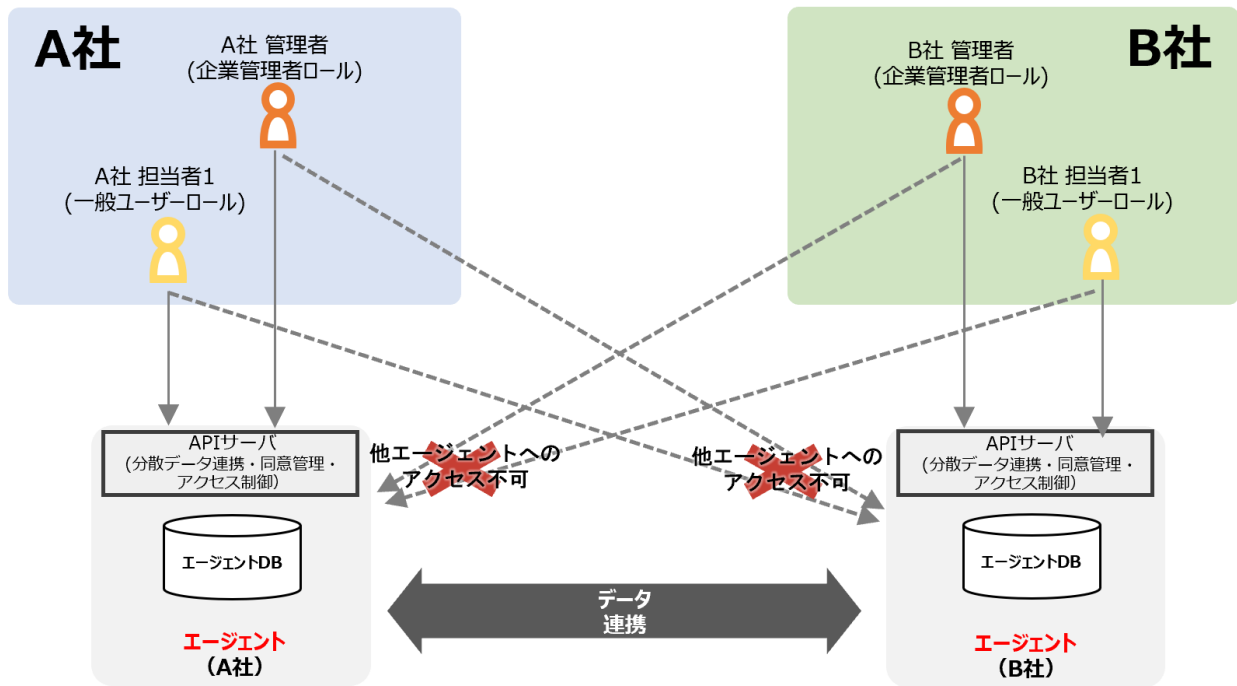 A社
A社 管理者
(企業管理者ロール)
A社 担当者1
(一般ユーザーロール)
B社
B社 管理者
(企業管理者ロール)
B社 担当者1
(一般ユーザーロール)
APIサーバ
(分散データ連携・同意管理・
アクセス制御)
エージェントDB
エージェント
（A社）
他エージェントへの
アクセス不可
他エージェントへの
アクセス不可
データ
連携
APIサーバ
(分散データ連携・同意管理・
アクセス制御)
エージェントDB
エージェント
（B社）